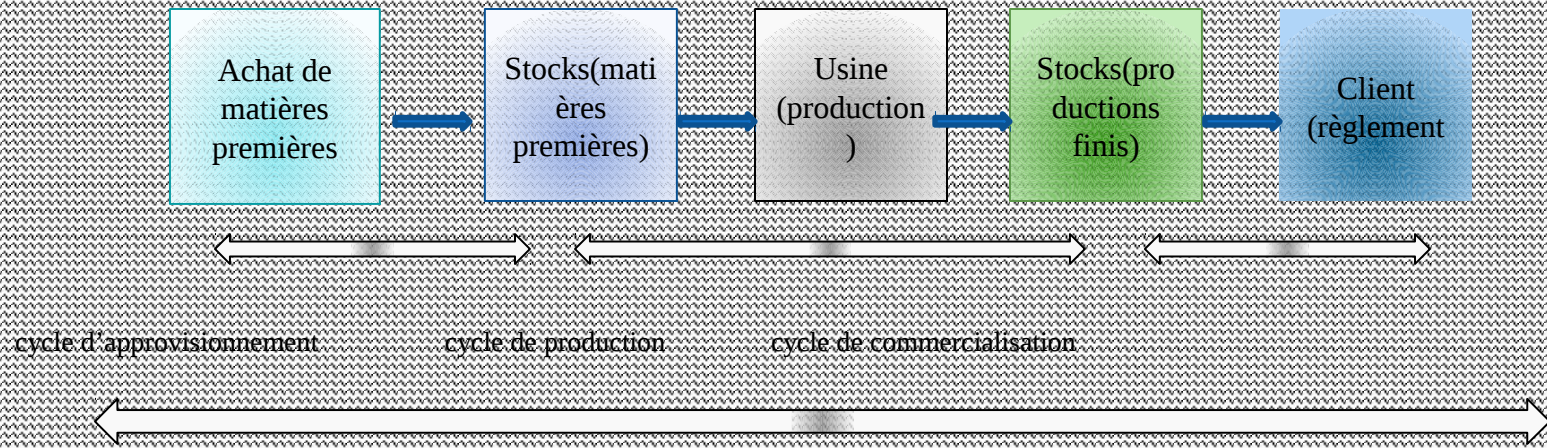 Achat de
matières
premières
Stocks(mati
ères
premières)
Usine
(production
)
Stocks(pro
ductions
finis)
Client
(règlement
cycle d’approvisionnement
cycle de production
cycle de commercialisation